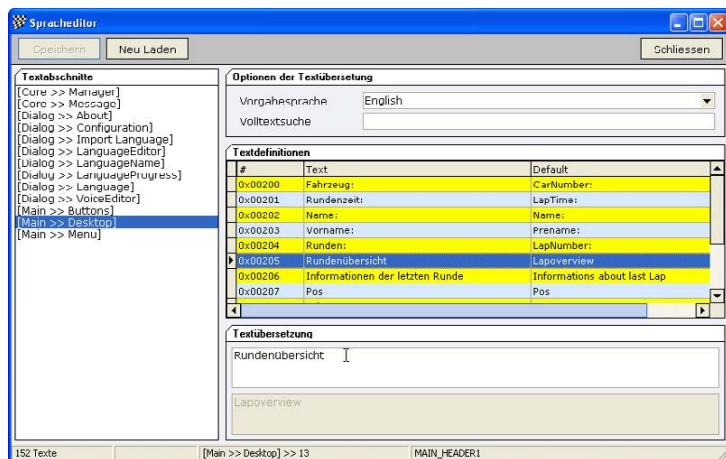 Spracheditor
Speichern
Neu Laden
Schliessen
Textabschnitte
[Core >> Manager]
[Core >> Message]
[Dialog >> About]
[Dialog >> Configuration]
[Dialog >> Import Language]
[Dialog >> LanguageEditor]
[Dialog >> LanguageName]
[Dialog >> LanguageProgress]
[Dialog >> Language]
[Dialog >> VoiceEditor]
[Main >> Buttons]
[Main >> Desktop]
[Main >> Menu]
Optionen der Textübersetung
Vorgabesprache English
Volltextsuche
Textdefinitionen
# Text Default
0x00200 Fahrzeug: CarNumber:
0x00201 Rundenzeit: LapTime:
0x00202 Name: Name:
0x00203 Vorname: Prename:
0x00204 Runden: LapNumber:
0x00205 Rundenübersicht Lapoverview
0x00206 Informationen der letzten Runde Informations about last Lap
0x00207 Pos Pos
Textübersetzung
Rundenübersicht
Lapoverview
152 Texte [Main >> Desktop] >> 13 MAIN_HEADER1